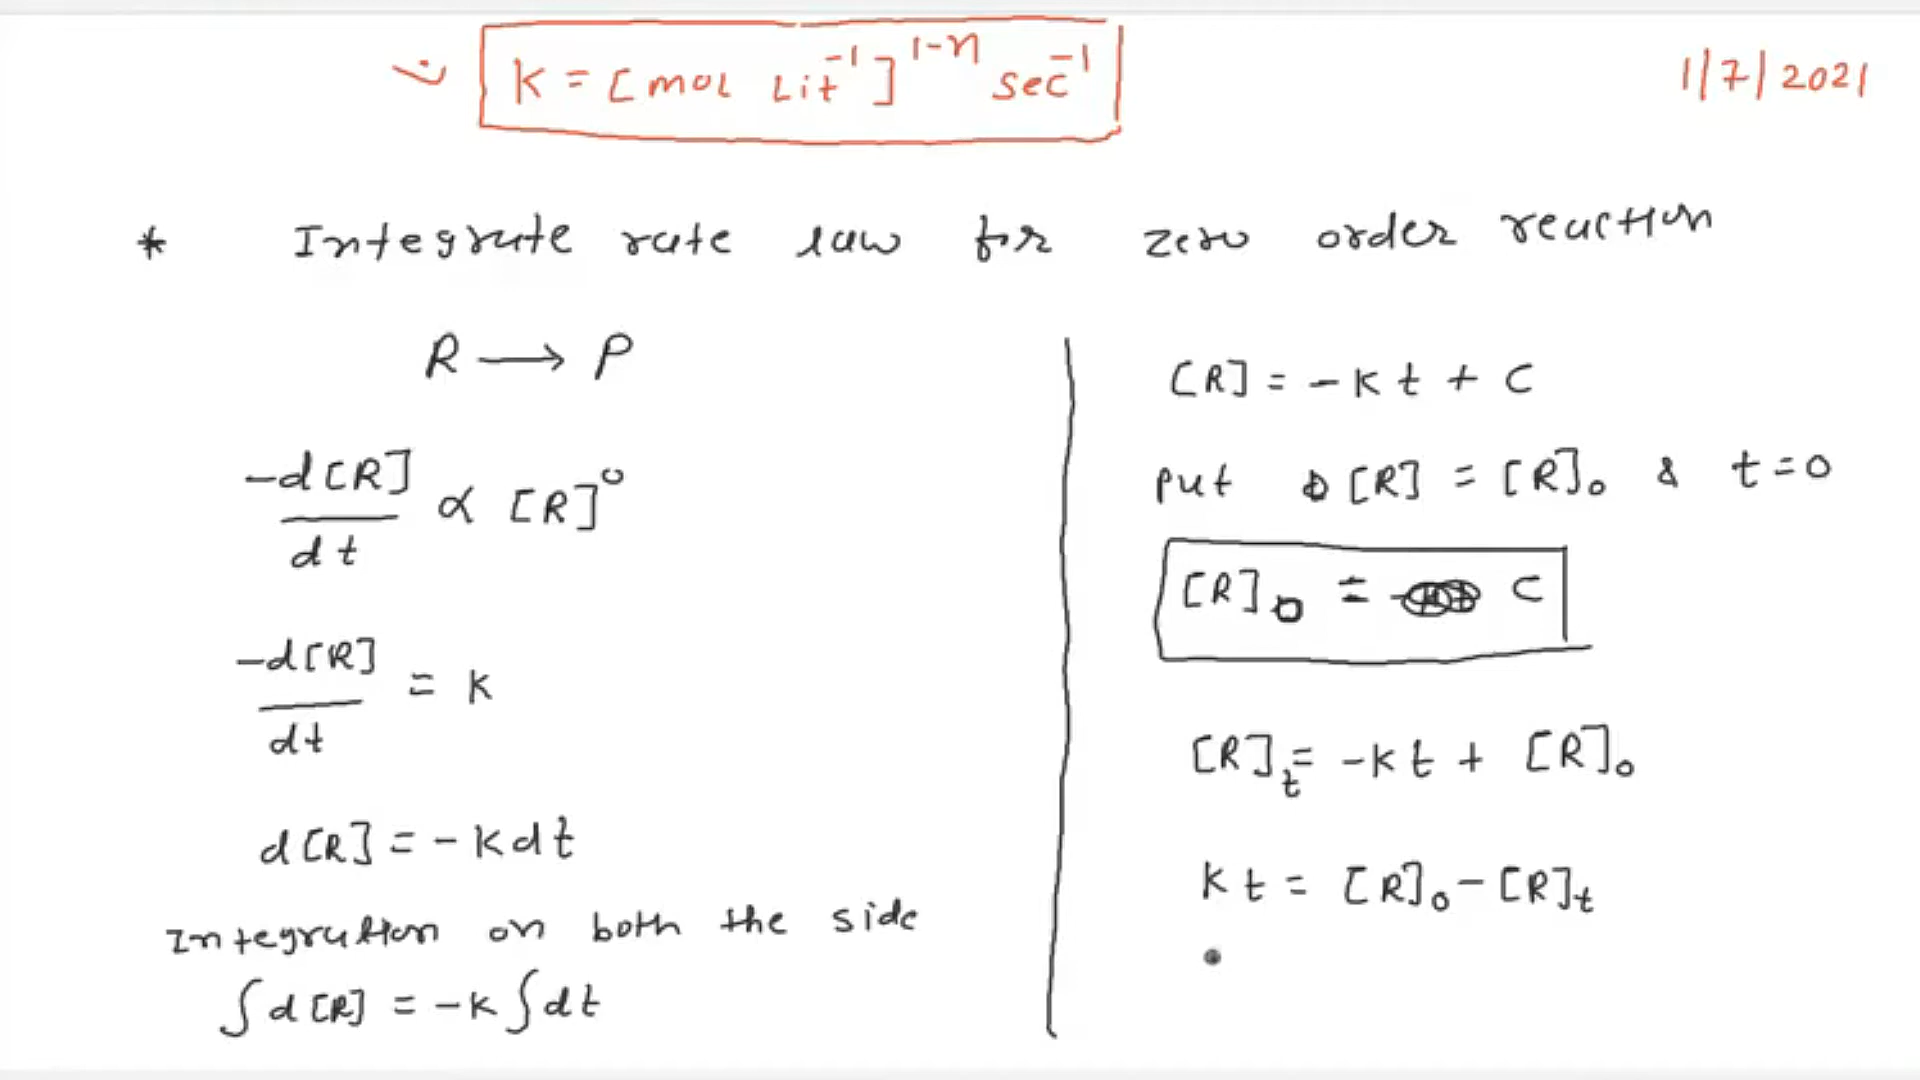 K = [mol Lit⁻¹]¹⁻ⁿ sec⁻¹
1/7/2021
* Integrate rate law for zero order reaction
R → P
-d[R]/dt ∝ [R]⁰
-d[R]/dt = K
d[R] = -Kdt
Integration on both the side
∫d[R] = -K∫dt
[R] = -Kt + C
Put [R] = [R]₀ & t=0
[R]₀ = C
[R]ₜ = -Kt + [R]₀
Kt = [R]₀ - [R]ₜ